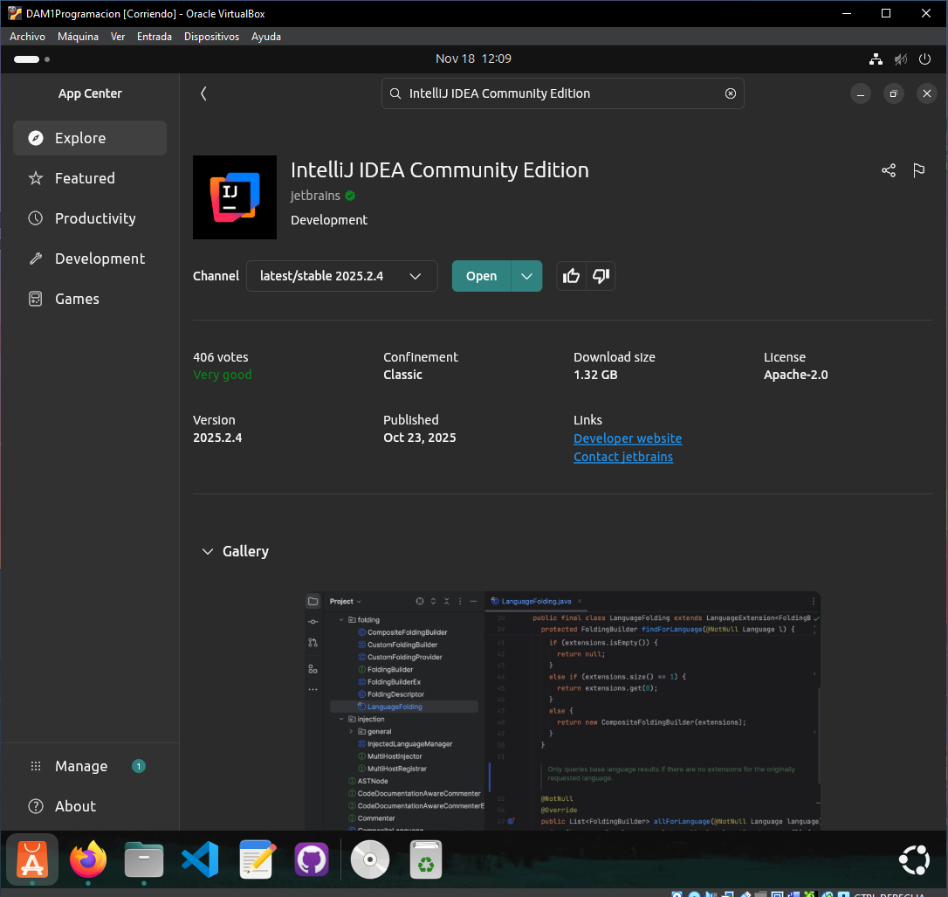 DAM1Programacion [Corriendo] - Oracle VirtualBox
Archivo Máquina Ver Entrada Dispositivos Ayuda
Nov 18 12:09
App Center
IntelliJ IDEA Community Edition
Explore
Featured
Productivity
Development
Games
Manage 1
About
IJ
IntelliJ IDEA Community Edition
jetbrains
Development
Channel latest/stable 2025.2.4 Open
406 votes
Very good
Confinement
Classic
Download size
1.32 GB
License
Apache-2.0
Version
2025.2.4
Published
Oct 23, 2025
Links
Developer website
Contact jetbrains
Gallery
Project
folding
CompositeFoldingBuilder
CustomFoldingBuilder
CustomFoldingProvider
FoldingBuilder
FoldingBuilderEx
FoldingDescriptor
LanguageFolding
injection
general
InjectedLanguageManager
MultiHostInjector
MultiHostRegistrar
ASTNode
CodeDocumentationAwareCommenter
CodeDocumentationAwareCommenterE
Commenter
LanguageFolding.java
public final class LanguageFolding extends LanguageExtension<FoldingB
protected FoldingBuilder findForLanguage(@NotNull Language l) {
if (extensions.isEmpty()) {
return null;
}
else if (extensions.size() == 1) {
return extensions.get(0);
}
else {
return new CompositeFoldingBuilder(extensions);
}
}
Only queries base language results if there are no extensions for the originally
requested language.
@NotNull
@Override
public List<FoldingBuilder> allForLanguage(@NotNull Language language
CTRL DERECHA